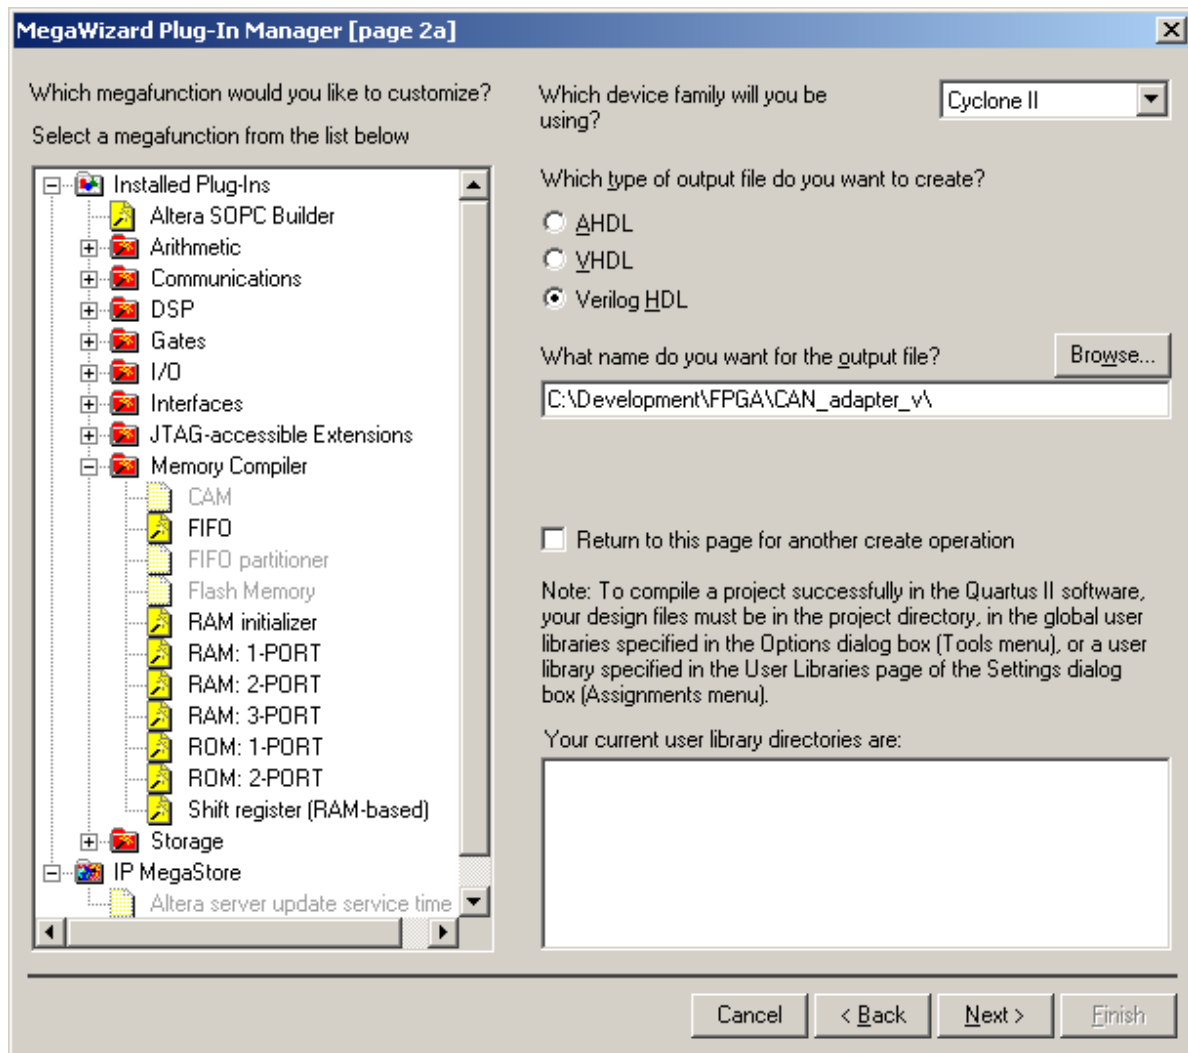 MegaWizard Plug-In Manager [page 2a]
Which megafunction would you like to customize?
Select a megafunction from the list below
Installed Plug-Ins
Altera SOPC Builder
Arithmetic
Communications
DSP
Gates
I/O
Interfaces
JTAG-accessible Extensions
Memory Compiler
CAM
FIFO
FIFO partitioner
Flash Memory
RAM initializer
RAM: 1-PORT
RAM: 2-PORT
RAM: 3-PORT
ROM: 1-PORT
ROM: 2-PORT
Shift register (RAM-based)
Storage
IP MegaStore
Altera server update service time
Which device family will you be
using?
Cyclone II
Which type of output file do you want to create?
AHDL
VHDL
Verilog HDL
What name do you want for the output file?
Browse...
C:\Development\FPGA\CAN_adapter_v\
Return to this page for another create operation
Note: To compile a project successfully in the Quartus II software,
your design files must be in the project directory, in the global user
libraries specified in the Options dialog box (Tools menu), or a user
library specified in the User Libraries page of the Settings dialog
box (Assignments menu).
Your current user library directories are:
Cancel
< Back
Next >
Finish